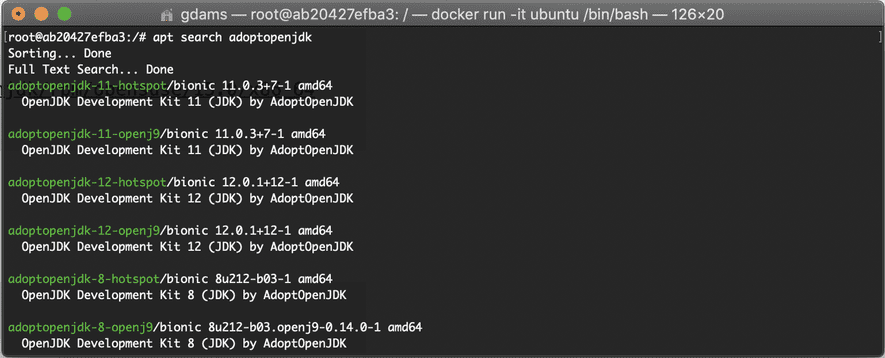 gdams — root@ab20427efba3: / — docker run -it ubuntu /bin/bash — 126×20
[root@ab20427efba3:/# apt search adoptopenjdk ]
Sorting... Done
Full Text Search... Done
adoptopenjdk-11-hotspot/bionic 11.0.3+7-1 amd64
  OpenJDK Development Kit 11 (JDK) by AdoptOpenJDK
adoptopenjdk-11-openj9/bionic 11.0.3+7-1 amd64
  OpenJDK Development Kit 11 (JDK) by AdoptOpenJDK
adoptopenjdk-12-hotspot/bionic 12.0.1+12-1 amd64
  OpenJDK Development Kit 12 (JDK) by AdoptOpenJDK
adoptopenjdk-12-openj9/bionic 12.0.1+12-1 amd64
  OpenJDK Development Kit 12 (JDK) by AdoptOpenJDK
adoptopenjdk-8-hotspot/bionic 8u212-b03-1 amd64
  OpenJDK Development Kit 8 (JDK) by AdoptOpenJDK
adoptopenjdk-8-openj9/bionic 8u212-b03.openj9-0.14.0-1 amd64
  OpenJDK Development Kit 8 (JDK) by AdoptOpenJDK